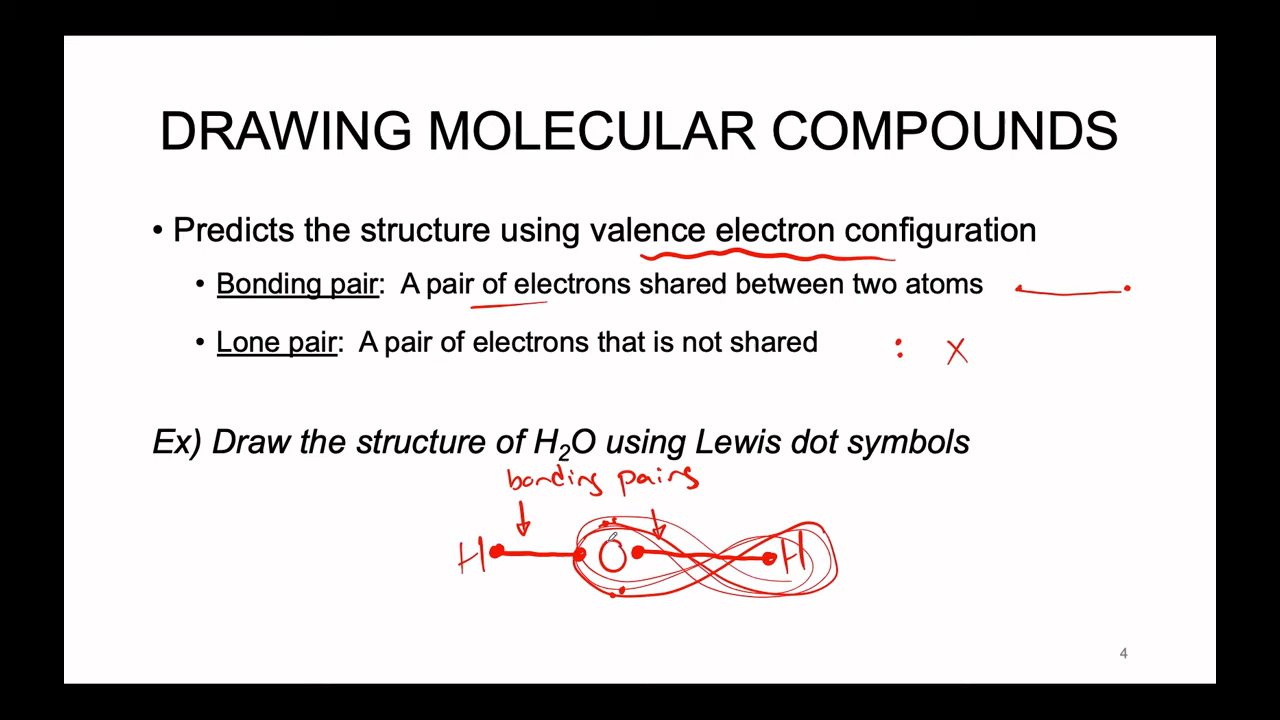 DRAWING MOLECULAR COMPOUNDS
• Predicts the structure using valence electron configuration
• Bonding pair: A pair of electrons shared between two atoms
• Lone pair: A pair of electrons that is not shared
: X
Ex) Draw the structure of H₂O using Lewis dot symbols
bonding pairs
H O H
4